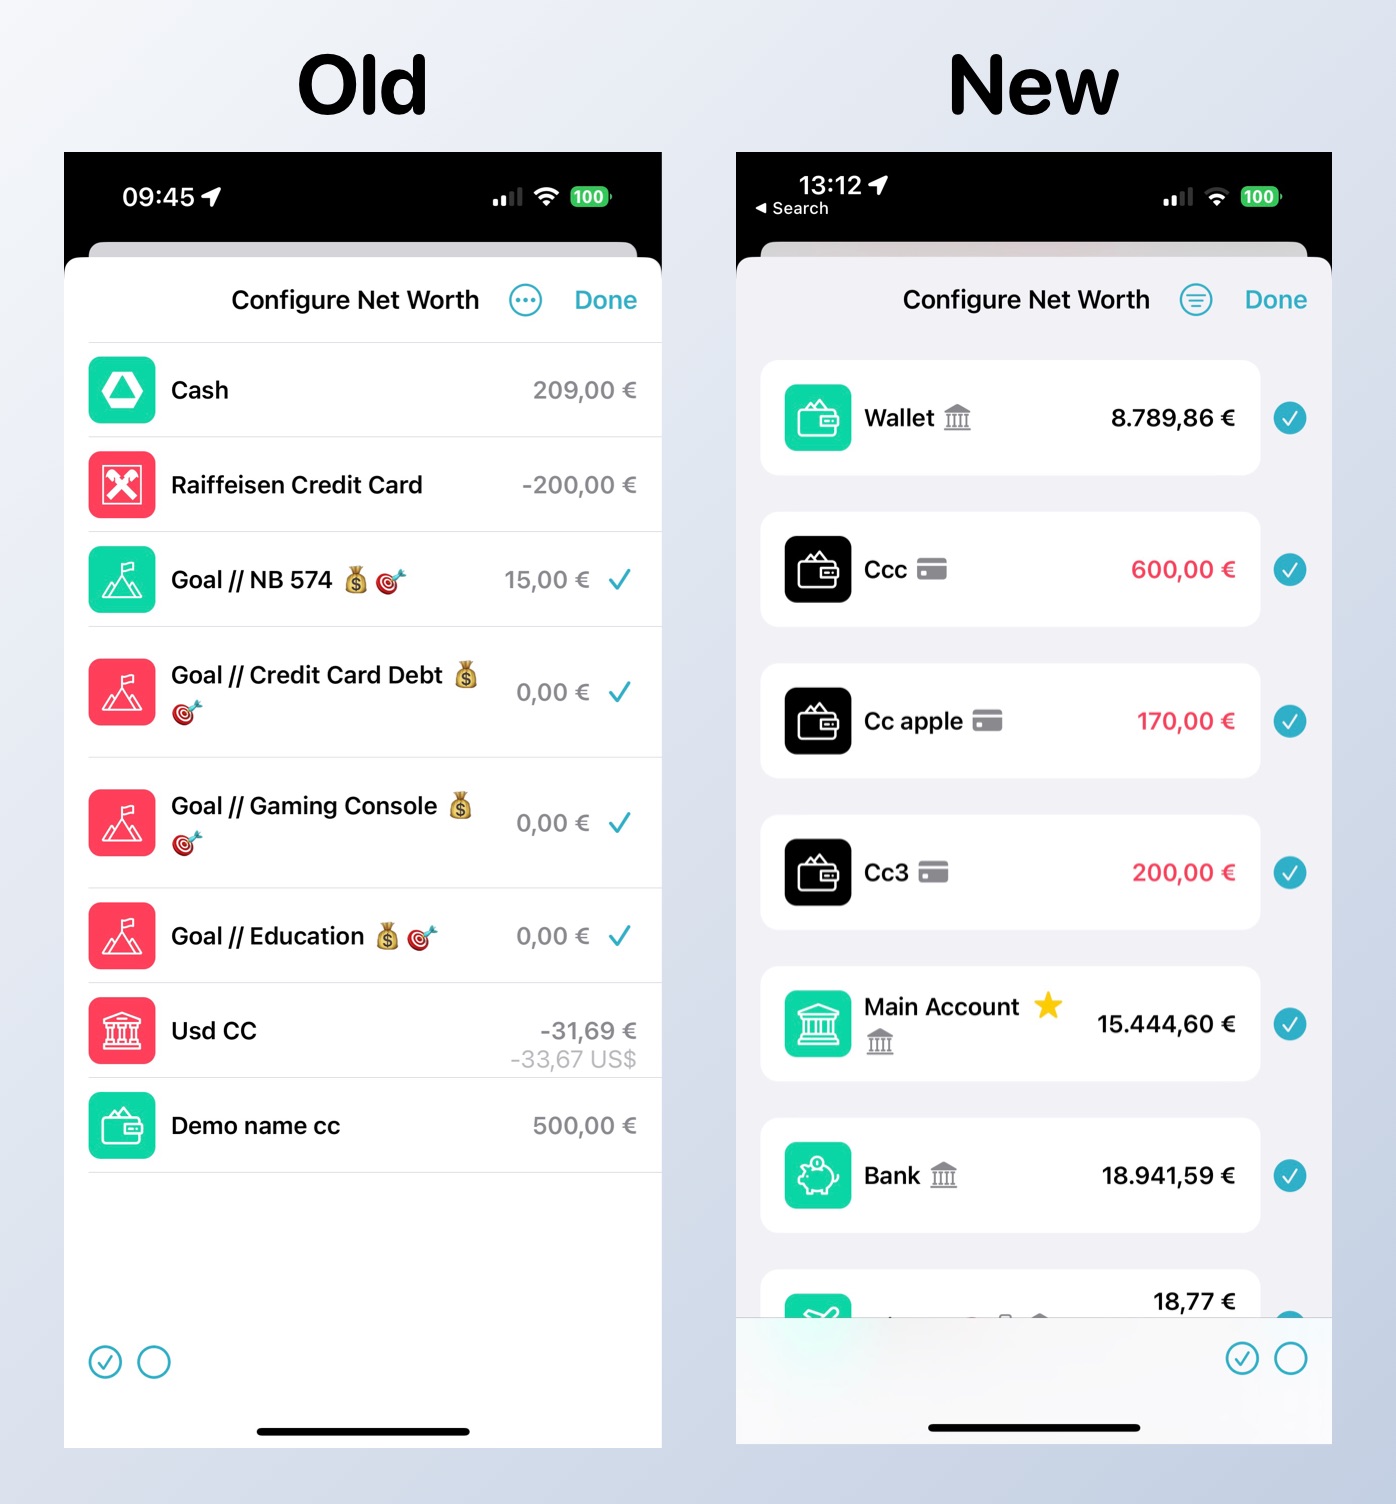 Old
New
09:45
100
Configure Net Worth
Done
Cash
209,00 €
Raiffeisen Credit Card
-200,00 €
Goal // NB 574 💰🎯
15,00 €
Goal // Credit Card Debt 💰
🎯
0,00 €
Goal // Gaming Console 💰
🎯
0,00 €
Goal // Education 💰🎯
0,00 €
Usd CC
-31,69 €
-33,67 US$
Demo name cc
500,00 €
13:12
◀ Search
100
Configure Net Worth
Done
Wallet
8.789,86 €
Ccc
600,00 €
Cc apple
170,00 €
Cc3
200,00 €
Main Account ⭐
15.444,60 €
Bank
18.941,59 €
18,77 €